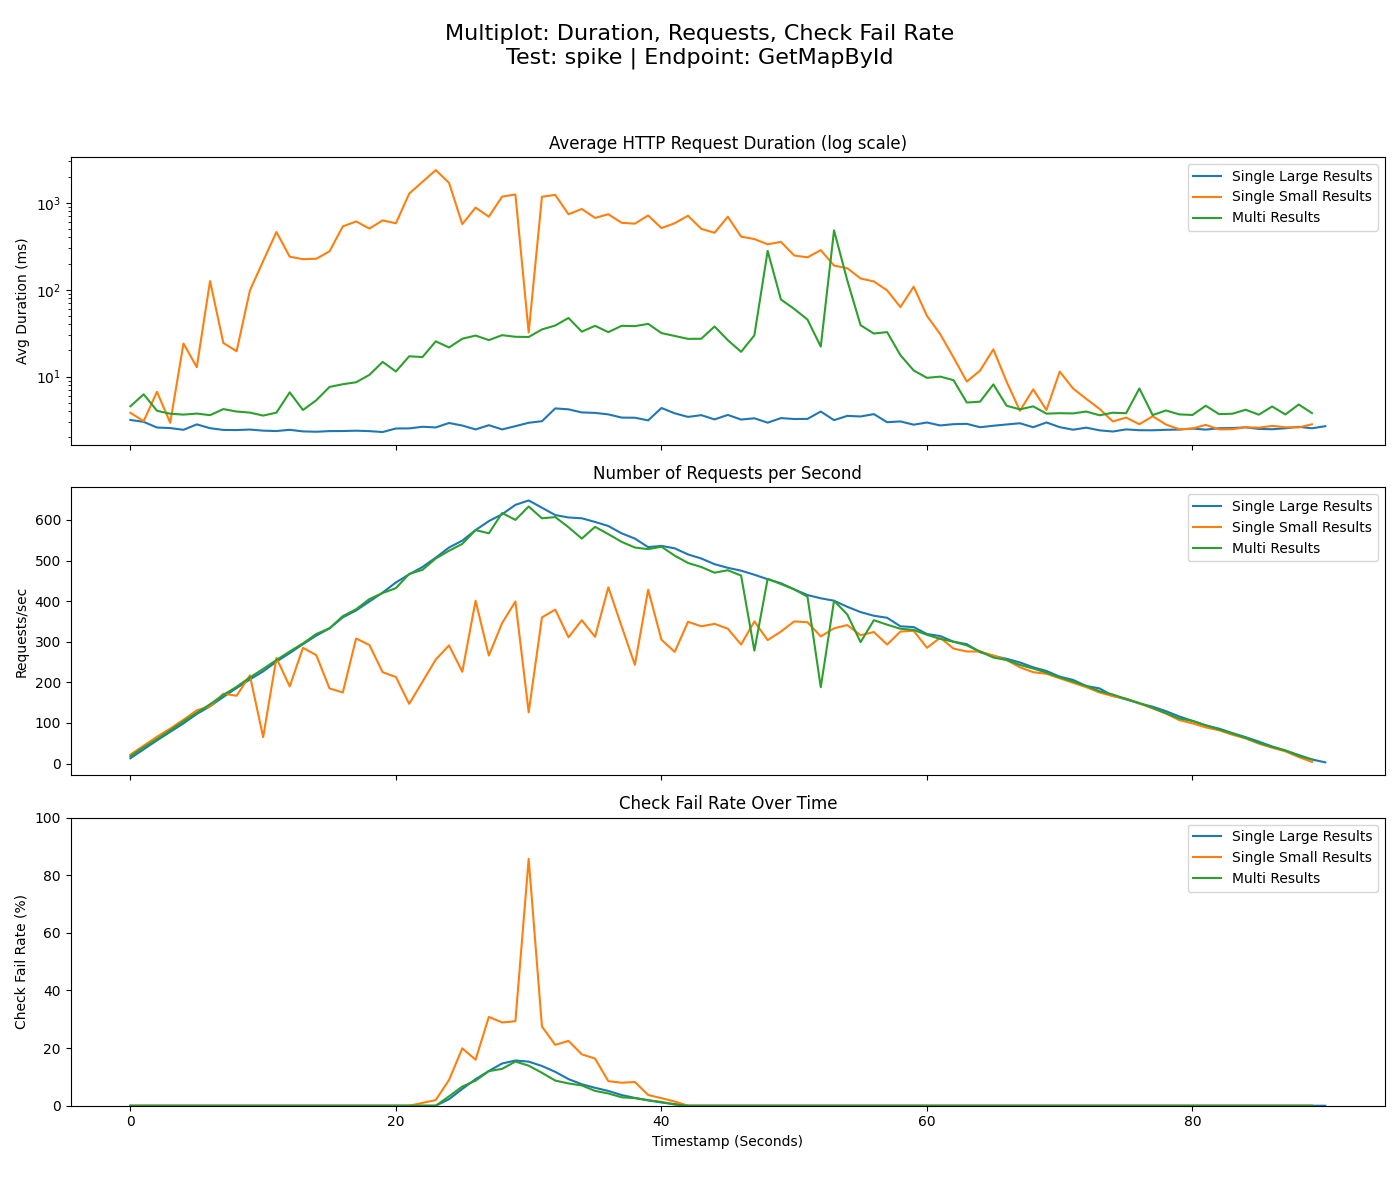 Multiplot: Duration, Requests, Check Fail Rate
Test: spike | Endpoint: GetMapById
Average HTTP Request Duration (log scale)
Avg Duration (ms)
10³
10²
10¹
Single Large Results
Single Small Results
Multi Results
Number of Requests per Second
Requests/sec
600
500
400
300
200
100
0
Single Large Results
Single Small Results
Multi Results
Check Fail Rate Over Time
Check Fail Rate (%)
100
80
60
40
20
0
Single Large Results
Single Small Results
Multi Results
0 20 40 60 80
Timestamp (Seconds)